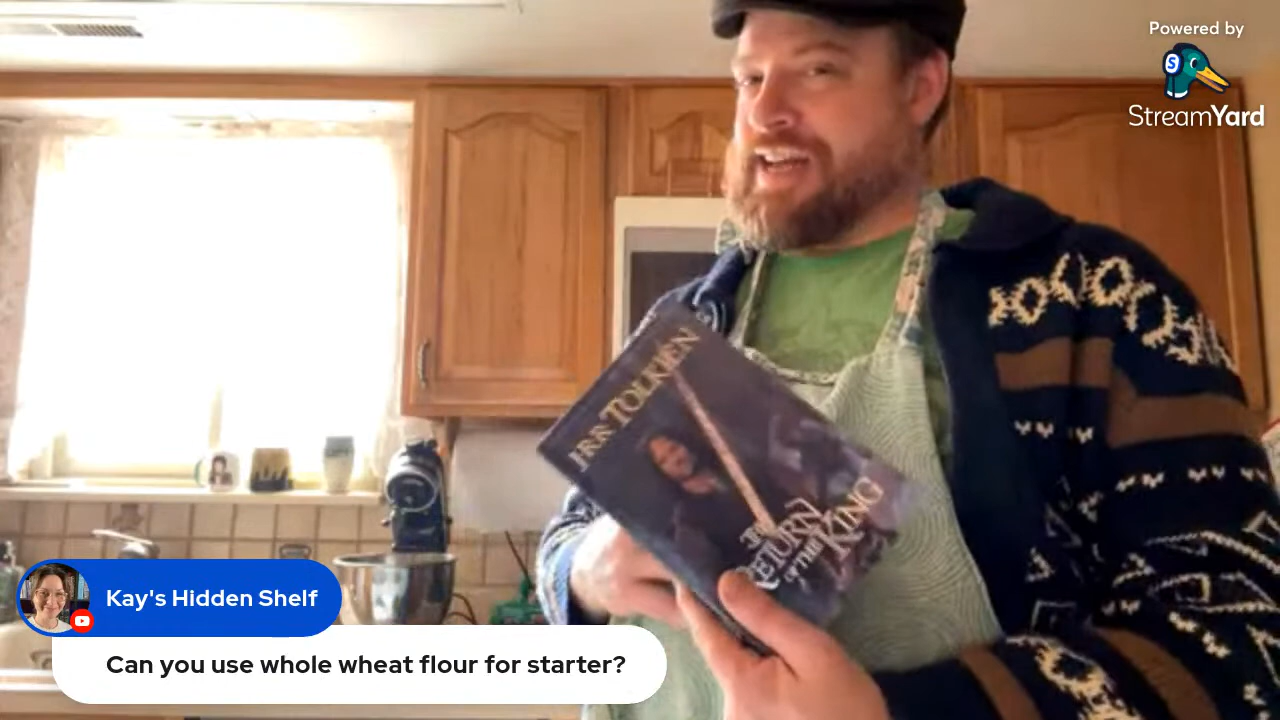 Powered by
StreamYard
JRR TOLKIEN
THE
RETURN
OF THE
KING
Kay's Hidden Shelf
Can you use whole wheat flour for starter?